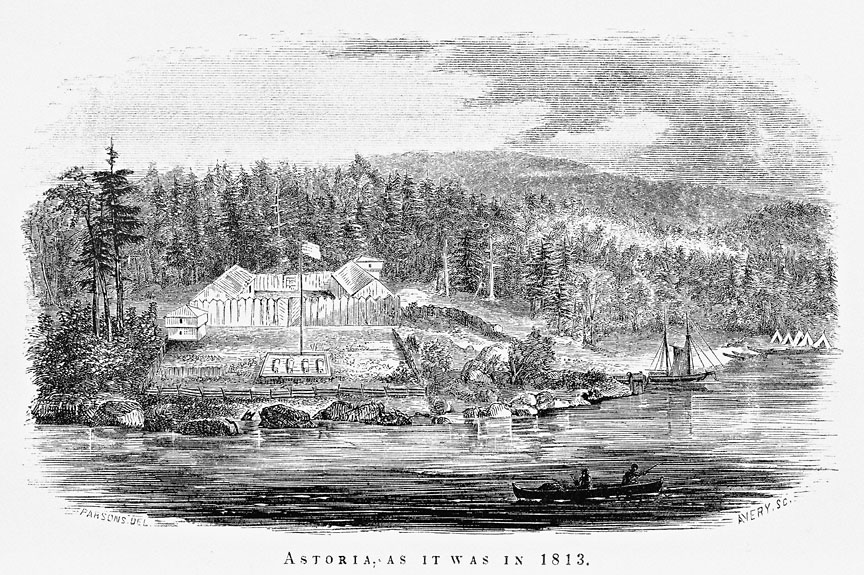 PARSONS. DEL.
AVERY. SC.
ASTORIA, AS IT WAS IN 1813.